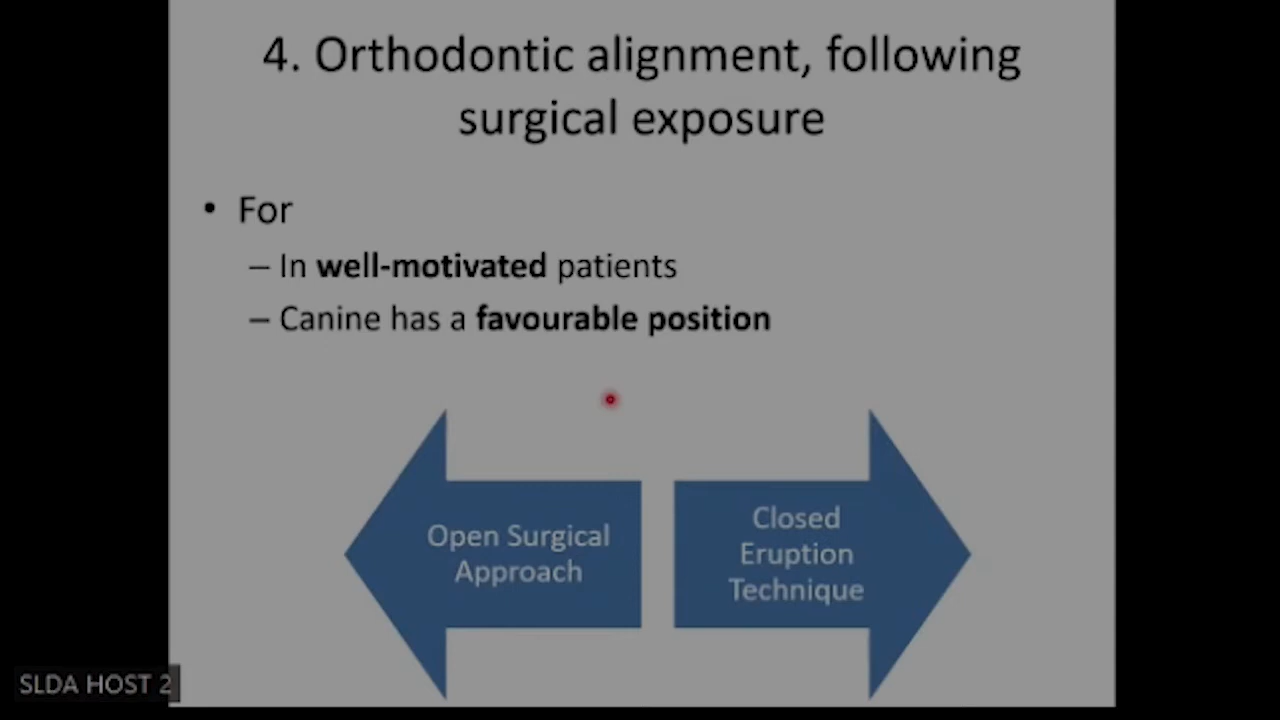 4. Orthodontic alignment, following
surgical exposure
• For
– In well-motivated patients
– Canine has a favourable position
Open Surgical
Approach
Closed
Eruption
Technique
SLDA HOST 2